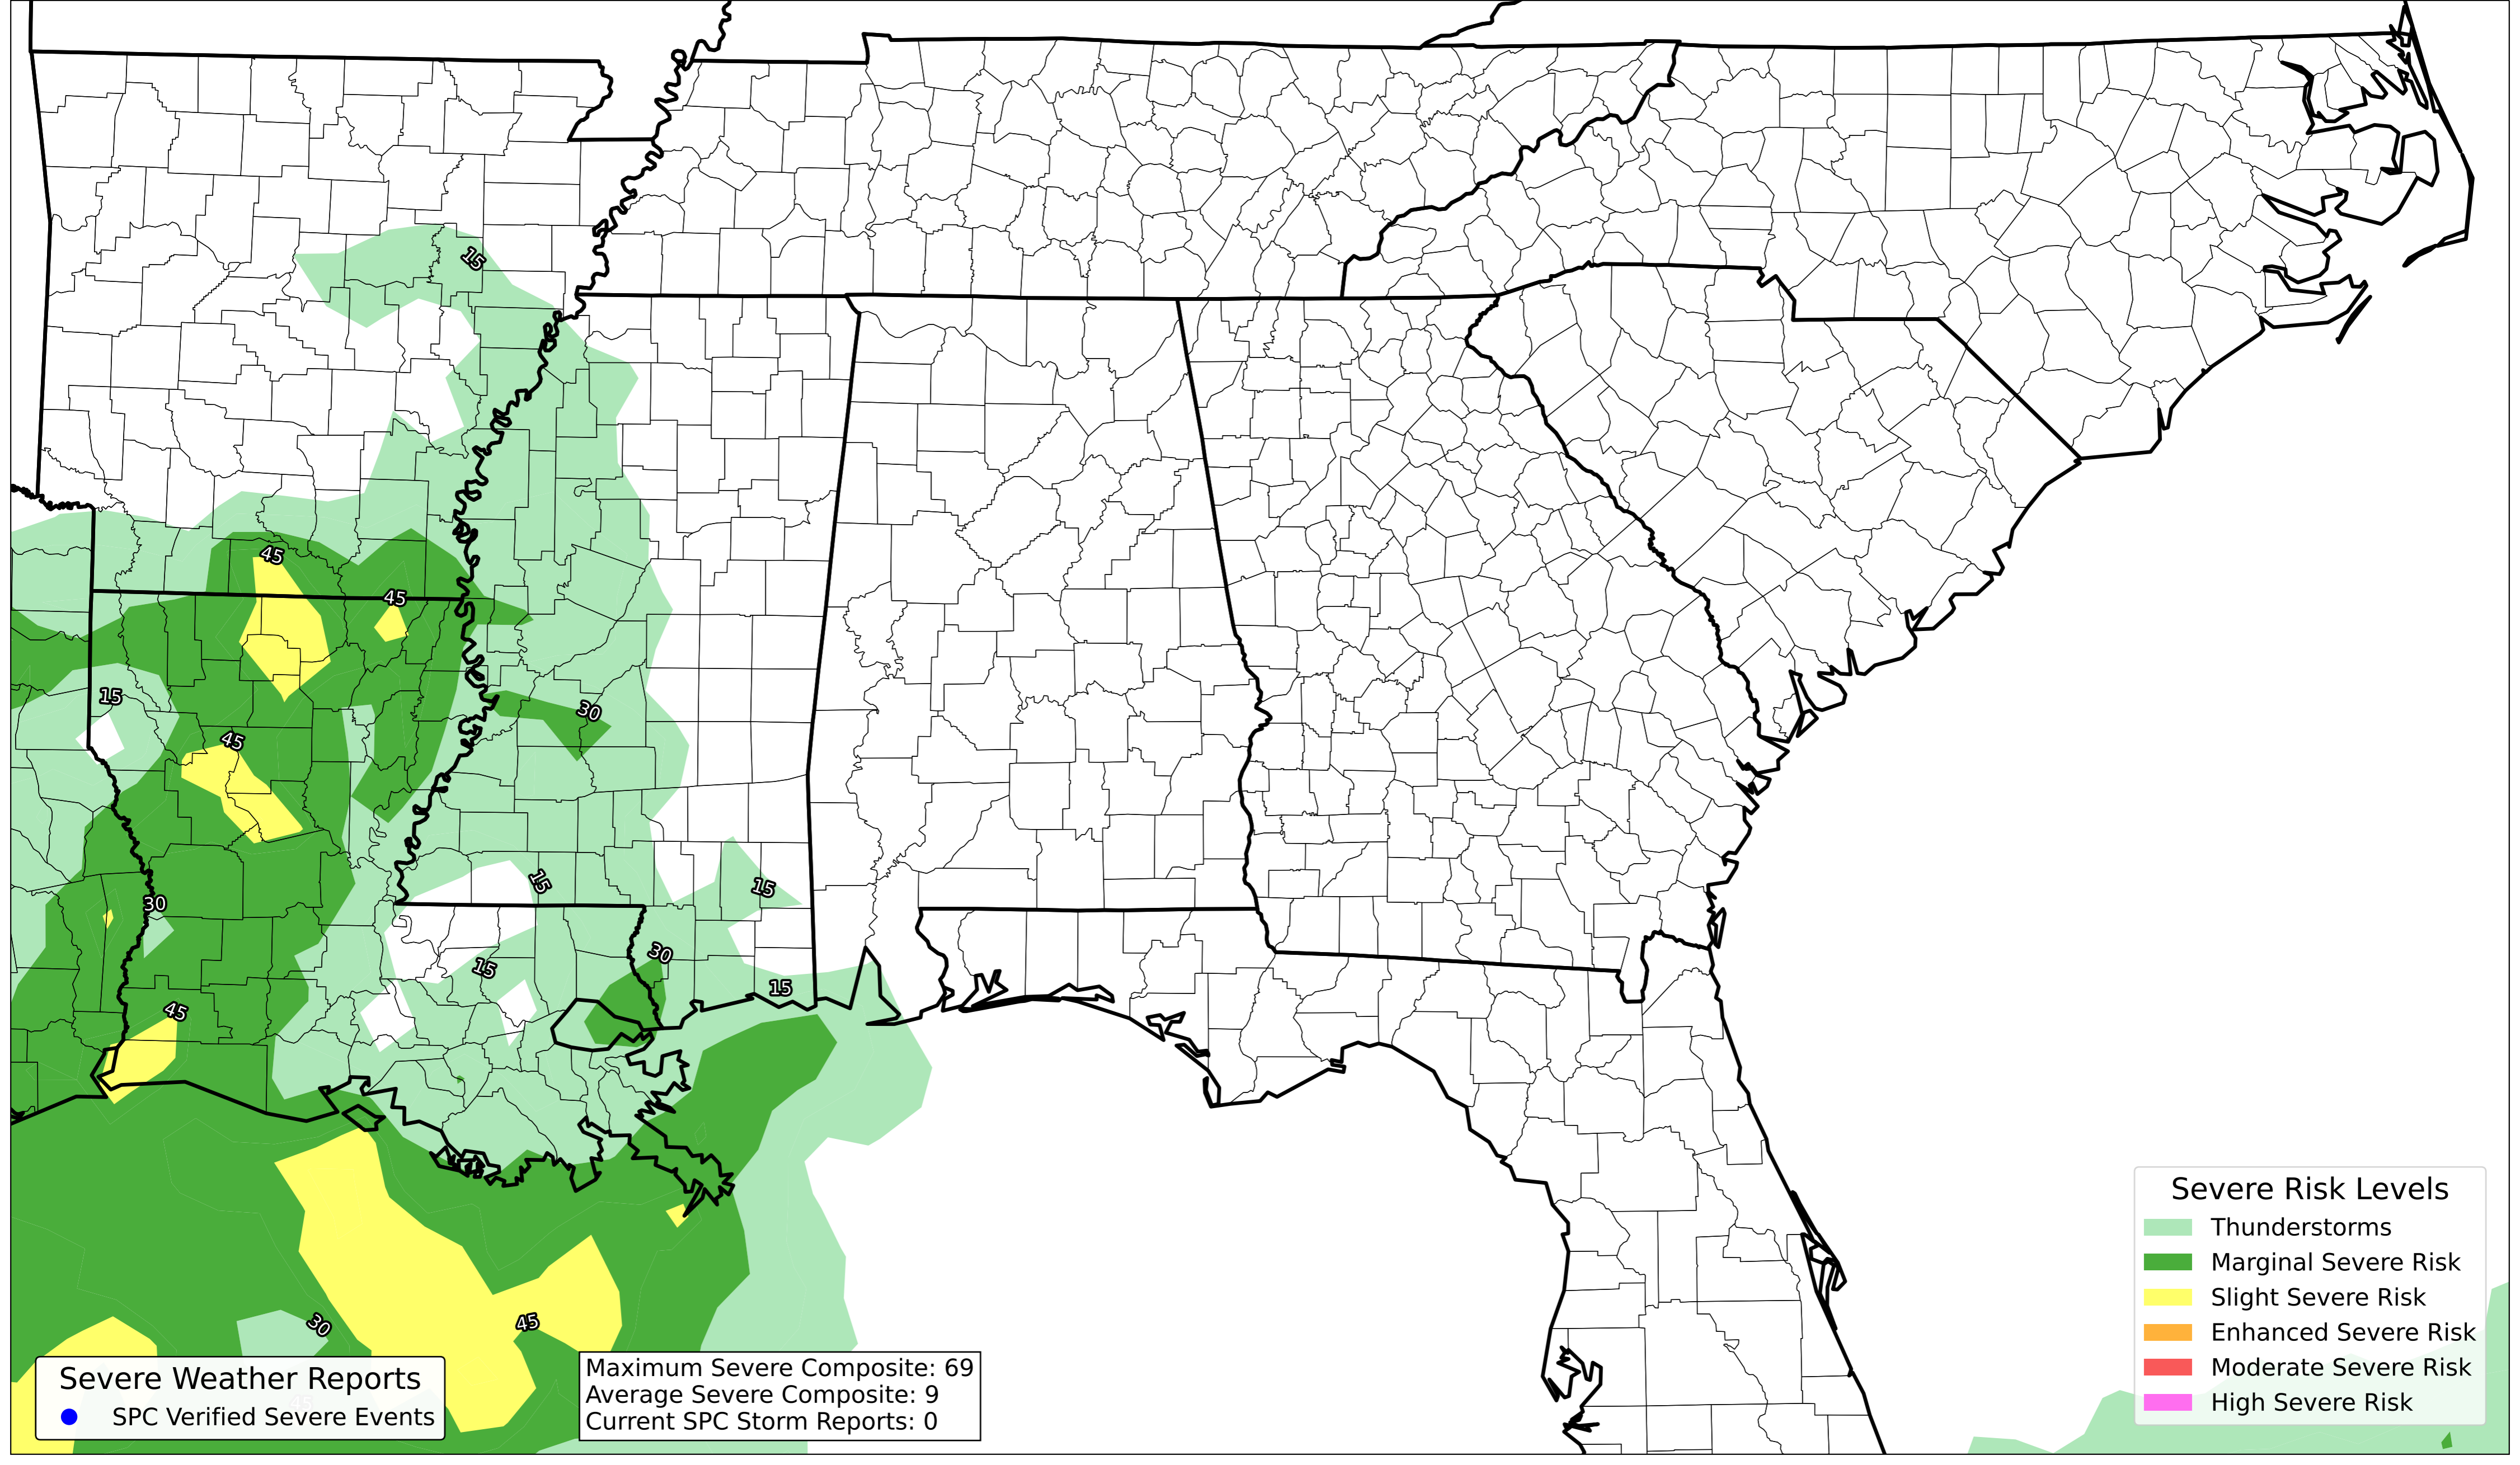 15
45
45
15
30
45
15
15
30
30
15
15
45
30
45
Severe Risk Levels
Thunderstorms
Marginal Severe Risk
Slight Severe Risk
Enhanced Severe Risk
Moderate Severe Risk
High Severe Risk
Severe Weather Reports
SPC Verified Severe Events
Maximum Severe Composite: 69
Average Severe Composite: 9
Current SPC Storm Reports: 0